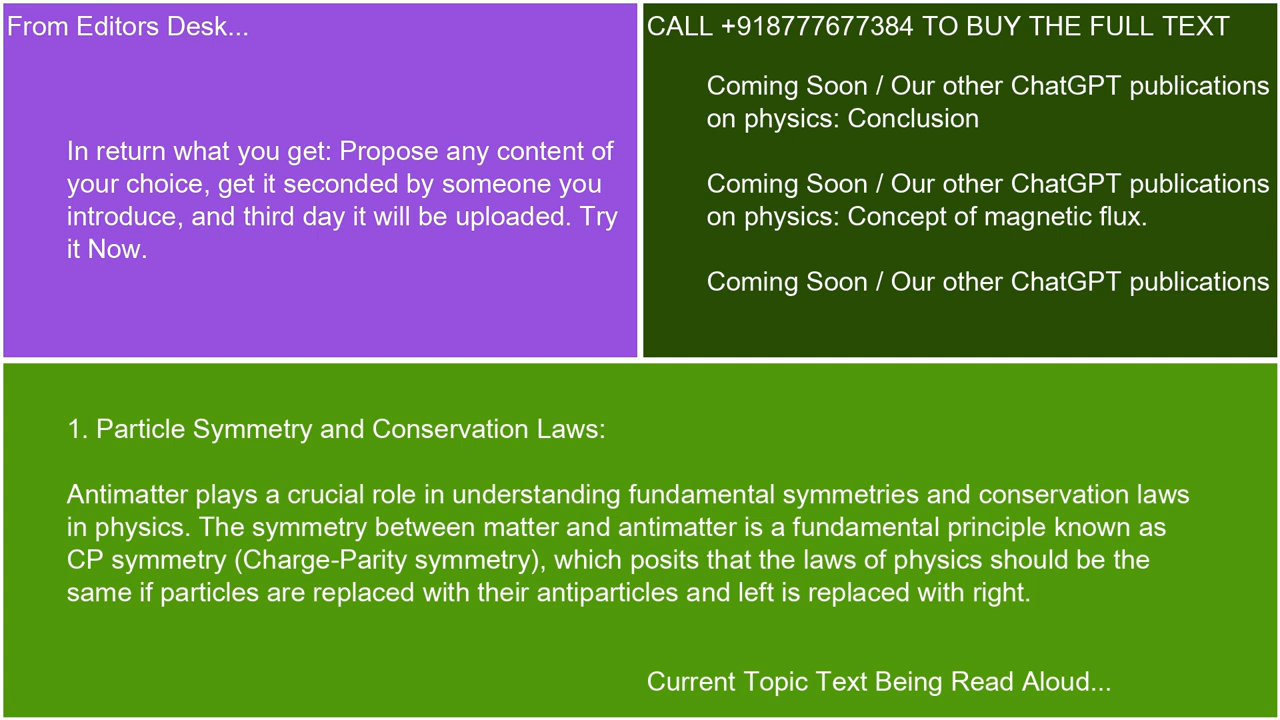 From Editors Desk...
In return what you get: Propose any content of
your choice, get it seconded by someone you
introduce, and third day it will be uploaded. Try
it Now.
CALL +918777677384 TO BUY THE FULL TEXT
Coming Soon / Our other ChatGPT publications
on physics: Conclusion
Coming Soon / Our other ChatGPT publications
on physics: Concept of magnetic flux.
Coming Soon / Our other ChatGPT publications
1. Particle Symmetry and Conservation Laws:
Antimatter plays a crucial role in understanding fundamental symmetries and conservation laws
in physics. The symmetry between matter and antimatter is a fundamental principle known as
CP symmetry (Charge-Parity symmetry), which posits that the laws of physics should be the
same if particles are replaced with their antiparticles and left is replaced with right.
Current Topic Text Being Read Aloud...